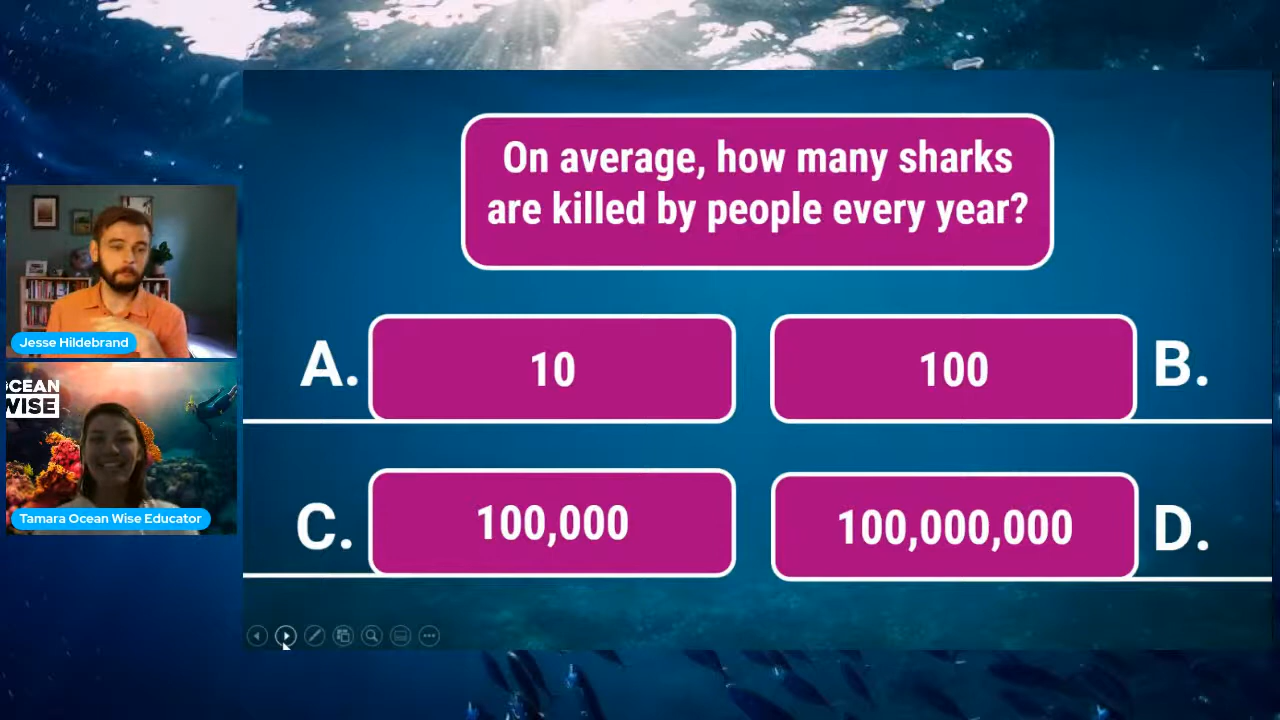 On average, how many sharks
are killed by people every year?
A.
10
100
B.
C.
100,000
100,000,000
D.
Jesse Hildebrand
OCEAN
WISE
Tamara Ocean Wise Educator